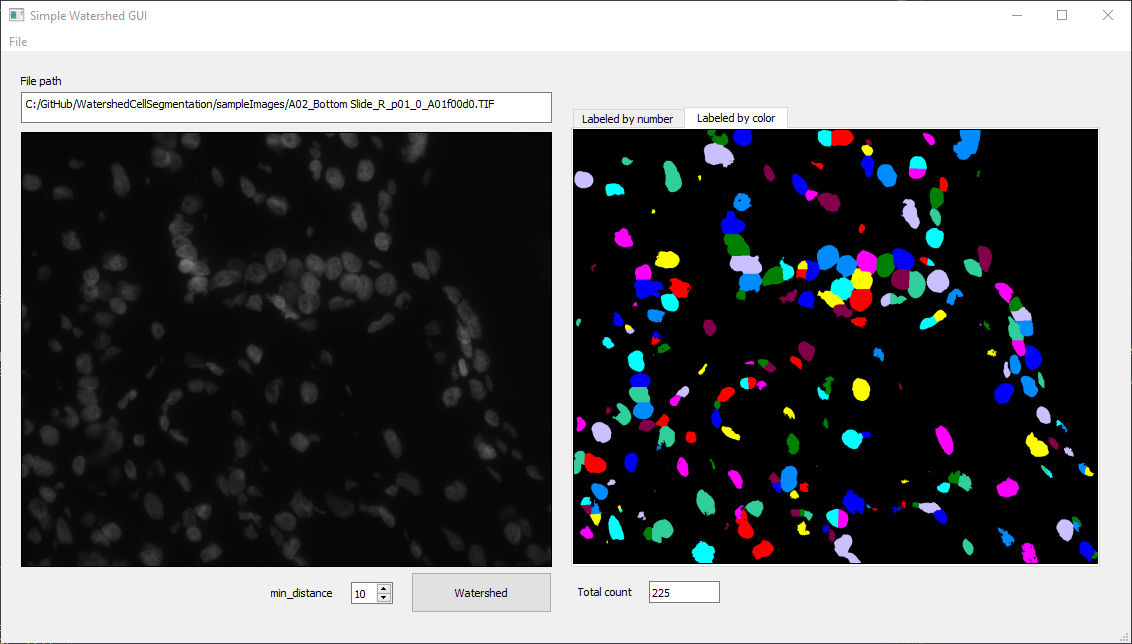 Simple Watershed GUI
File
File path
C:/GitHub/WatershedCellSegmentation/sampleImages/A02_Bottom Slide_R_p01_0_A01f00d0.TIF
Labeled by number
Labeled by color
min_distance
10
Watershed
Total count
225